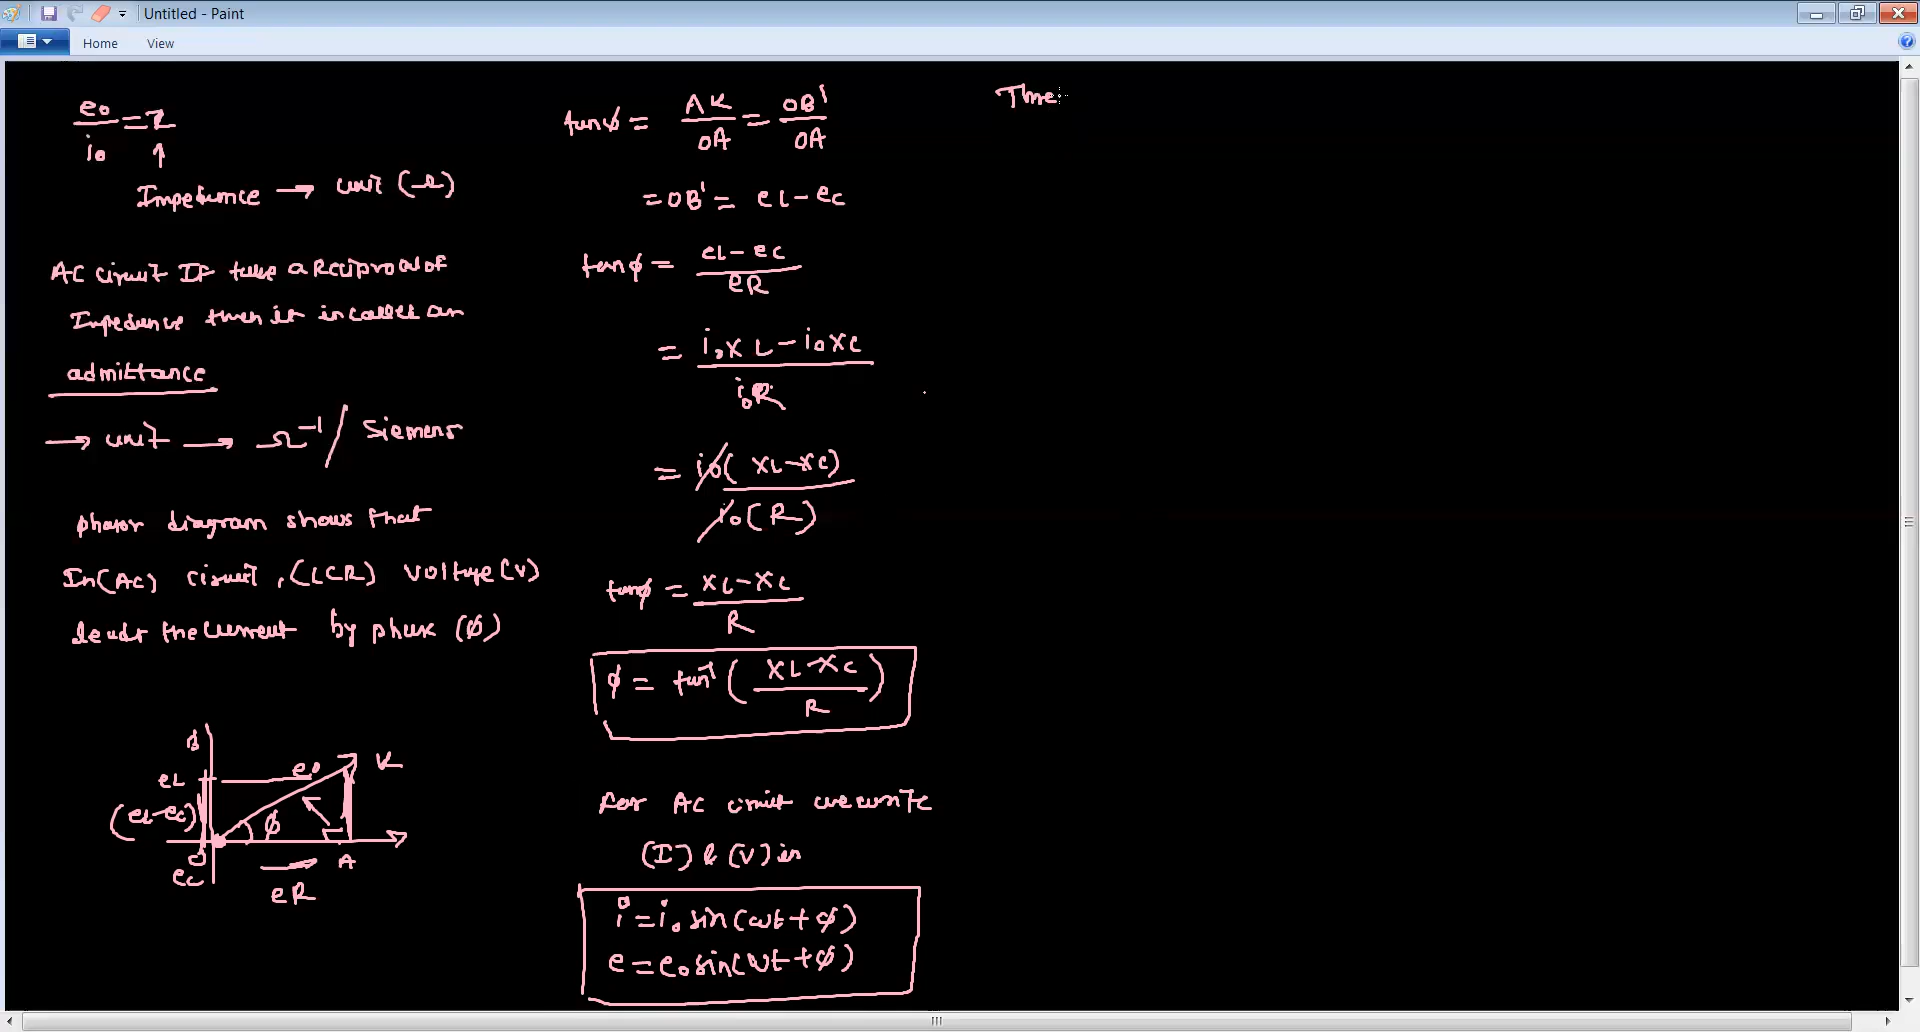 Untitled - Paint
Home View
e0/i0 = Z
↑
Impedance → unit (Ω)
AC circuit If take a Reciprocal of
Impedance then it is called an
admittance
→ unit → Ω⁻¹ / Siemens
phasor diagram shows that
In (AC) circuit, (LCR) Voltage (V)
leads the current by phase (ϕ)
B
eL
e0
K
(eL-eC)
ϕ
O
A
eC
eR
tanϕ = AK/OA = OB'/OA
= OB' = eL - eC
tanϕ = eL - eC / eR
= i0XL - i0XC / i0R
= i0(XL-XC) / i0(R)
tanϕ = XL-XC / R
ϕ = tan⁻¹(XL-XC / R)
For AC circuit we write
(I) & (V) is
i = i0 sin(ωt + ϕ)
e = e0 sin(ωt + ϕ)